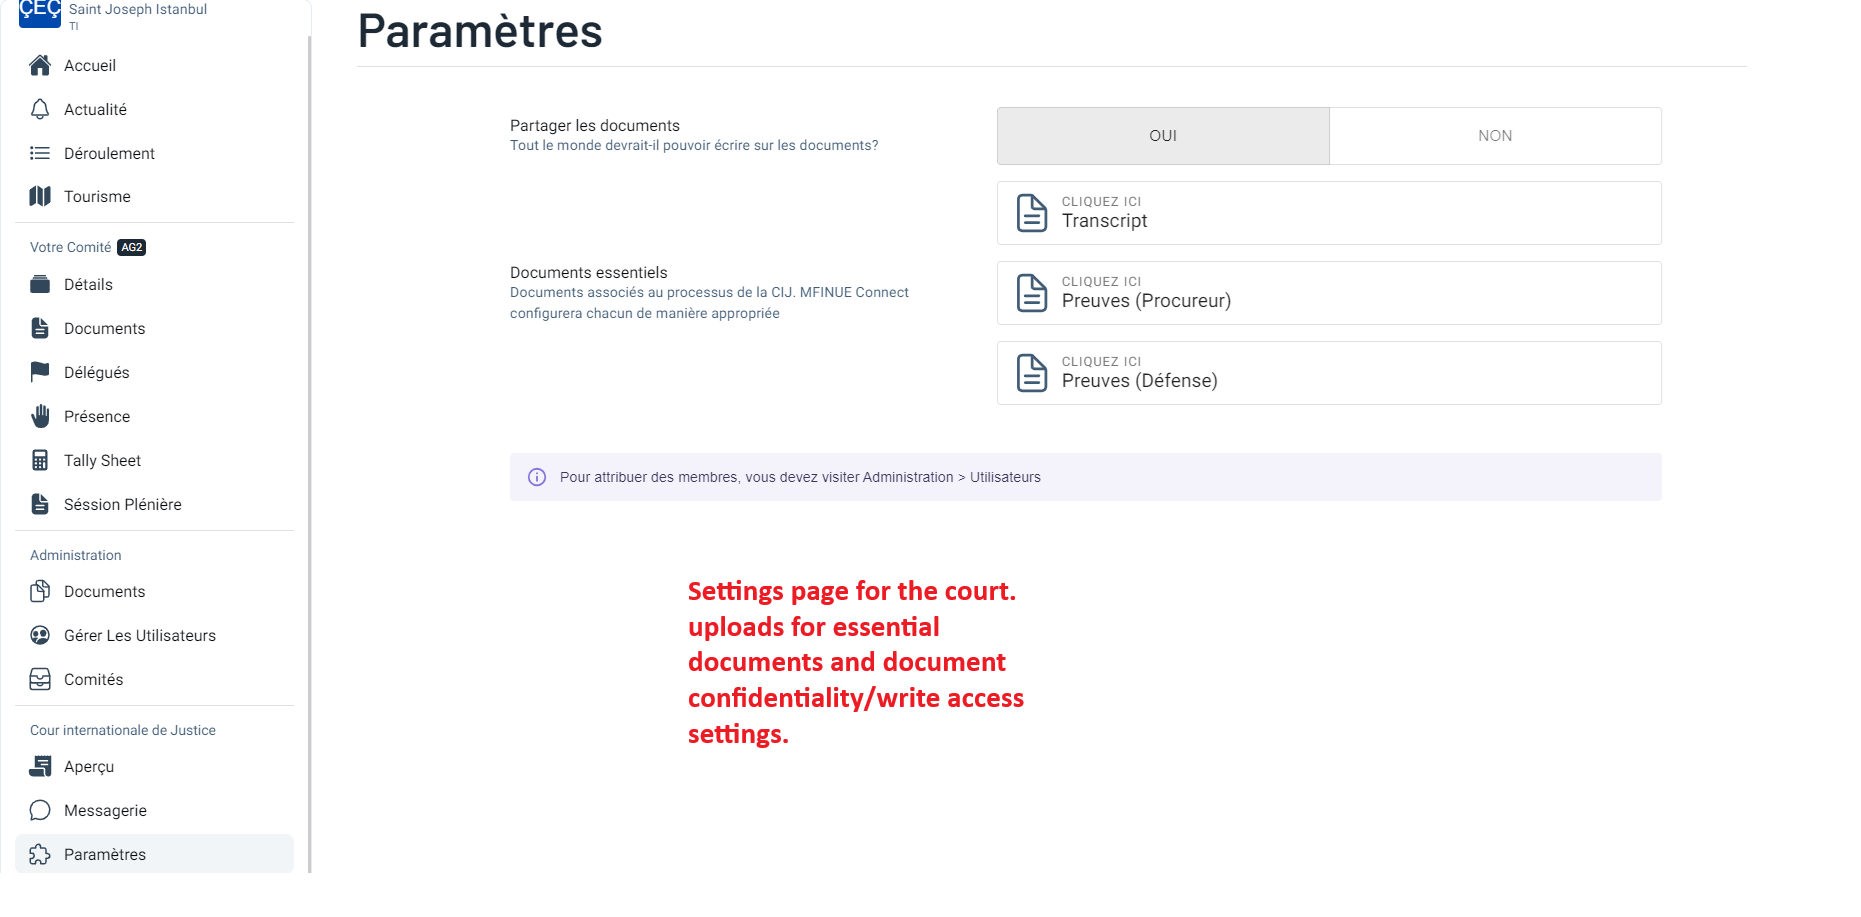 ÇEÇ
Saint Joseph Istanbul
TI
Accueil
Actualité
Déroulement
Tourisme
Votre Comité AG2
Détails
Documents
Délégués
Présence
Tally Sheet
Séssion Plénière
Administration
Documents
Gérer Les Utilisateurs
Comités
Cour internationale de Justice
Aperçu
Messagerie
Paramètres
Paramètres
Partager les documents
Tout le monde devrait-il pouvoir écrire sur les documents?
OUI
NON
Documents essentiels
Documents associés au processus de la CIJ. MFINUE Connect
configurera chacun de manière appropriée
CLIQUEZ ICI
Transcript
CLIQUEZ ICI
Preuves (Procureur)
CLIQUEZ ICI
Preuves (Défense)
Pour attribuer des membres, vous devez visiter Administration > Utilisateurs
Settings page for the court.
uploads for essential
documents and document
confidentiality/write access
settings.